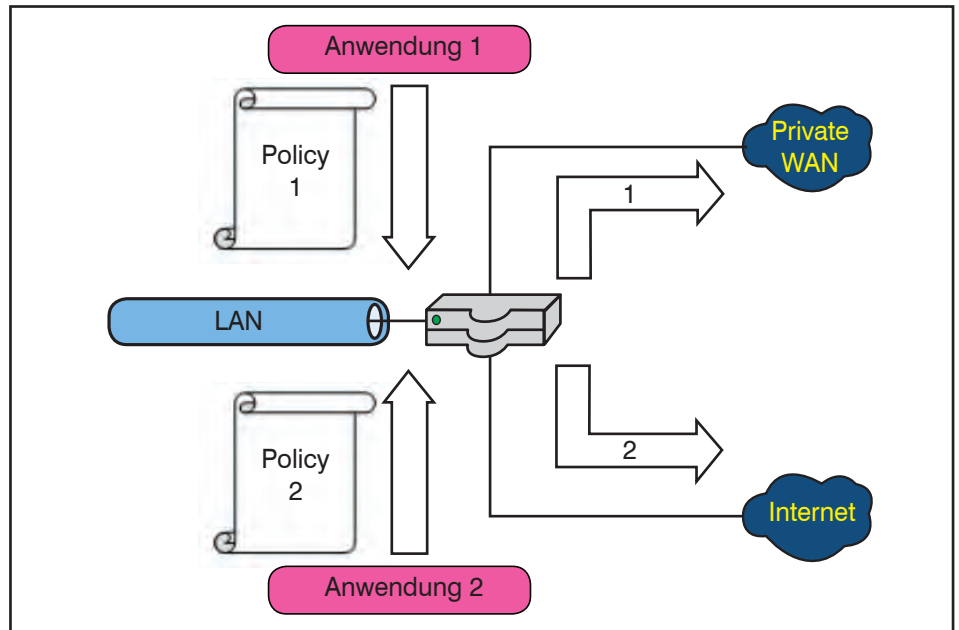 Anwendung 1
Policy
1
Private
WAN
1
LAN
Policy
2
2
Internet
Anwendung 2